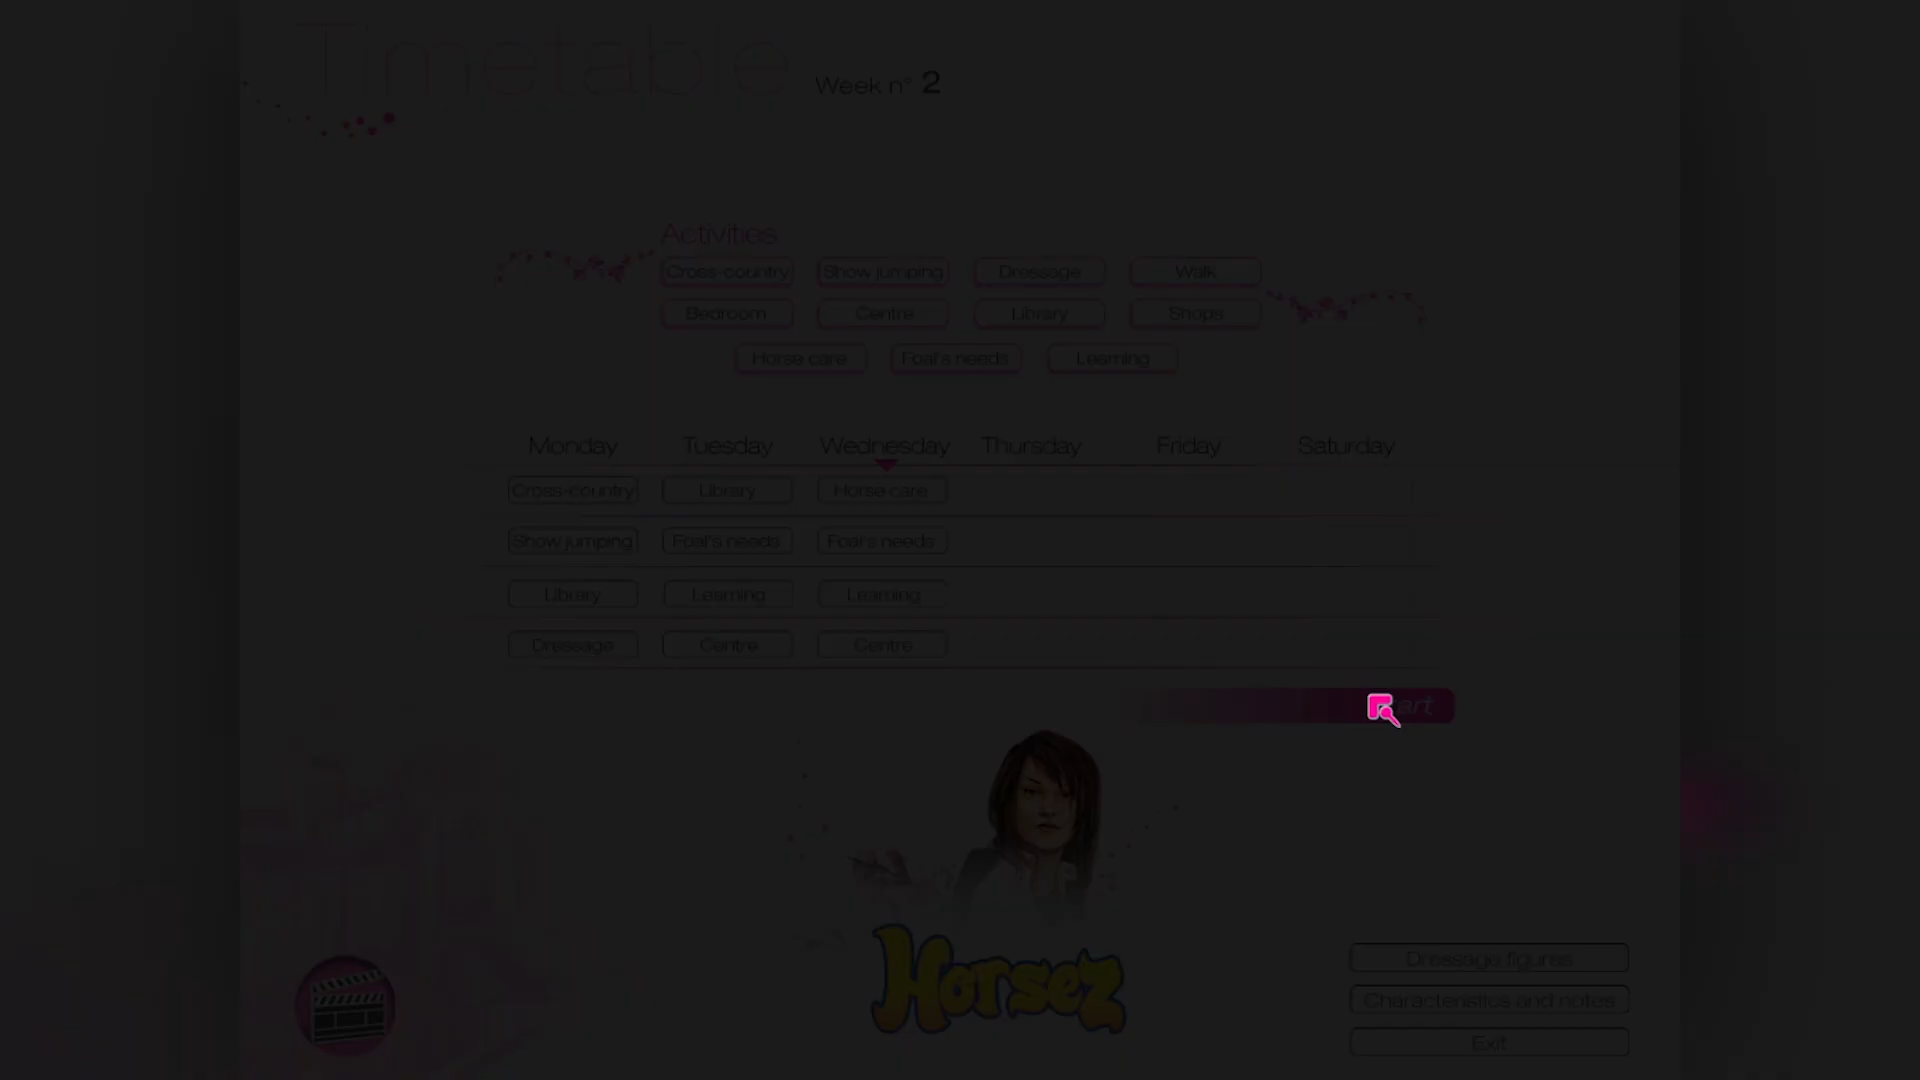 Timetable Week n° 2
Activities
Cross-country Show jumping Dressage Walk
Bedroom Centre Library Shops
Horse care Foal's needs Learning
Monday Tuesday Wednesday Thursday Friday Saturday
Cross-country Library Horse care
Show jumping Foal's needs Foal's needs
Library Learning Learning
Dressage Centre Centre
Horsez
Dressage figures
Characteristics and notes
Exit